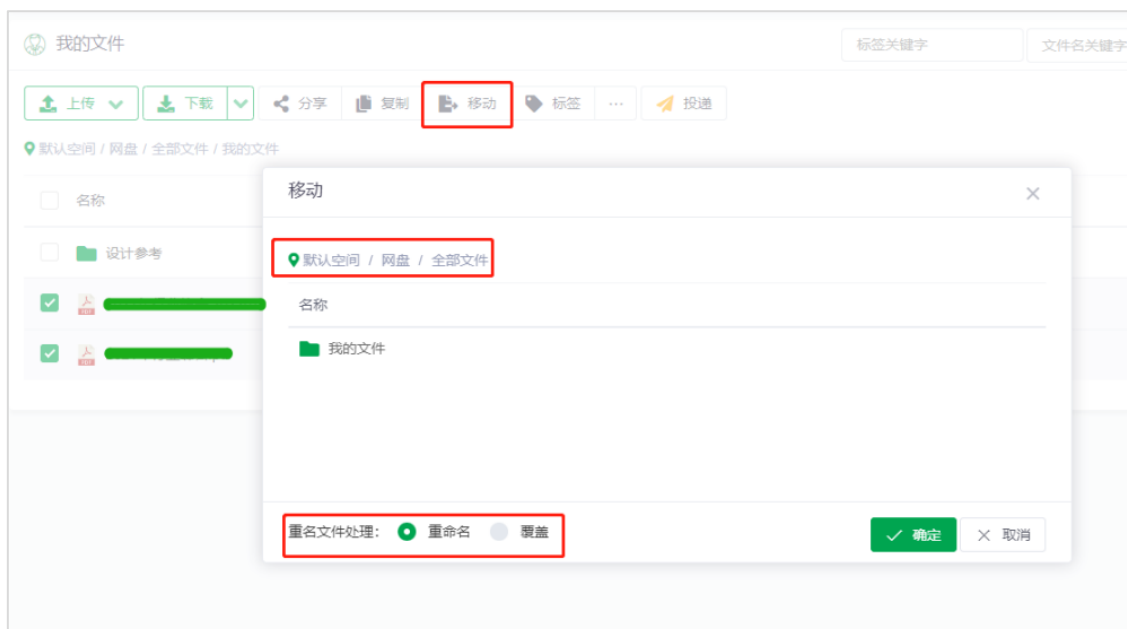 我的文件
标签关键字
文件名关键字
上传 下载 分享 复制 移动 标签 ... 投递
默认空间 / 网盘 / 全部文件 / 我的文件
名称
设计参考
移动
默认空间 / 网盘 / 全部文件
名称
我的文件
重名文件处理： 重命名 覆盖
确定 取消